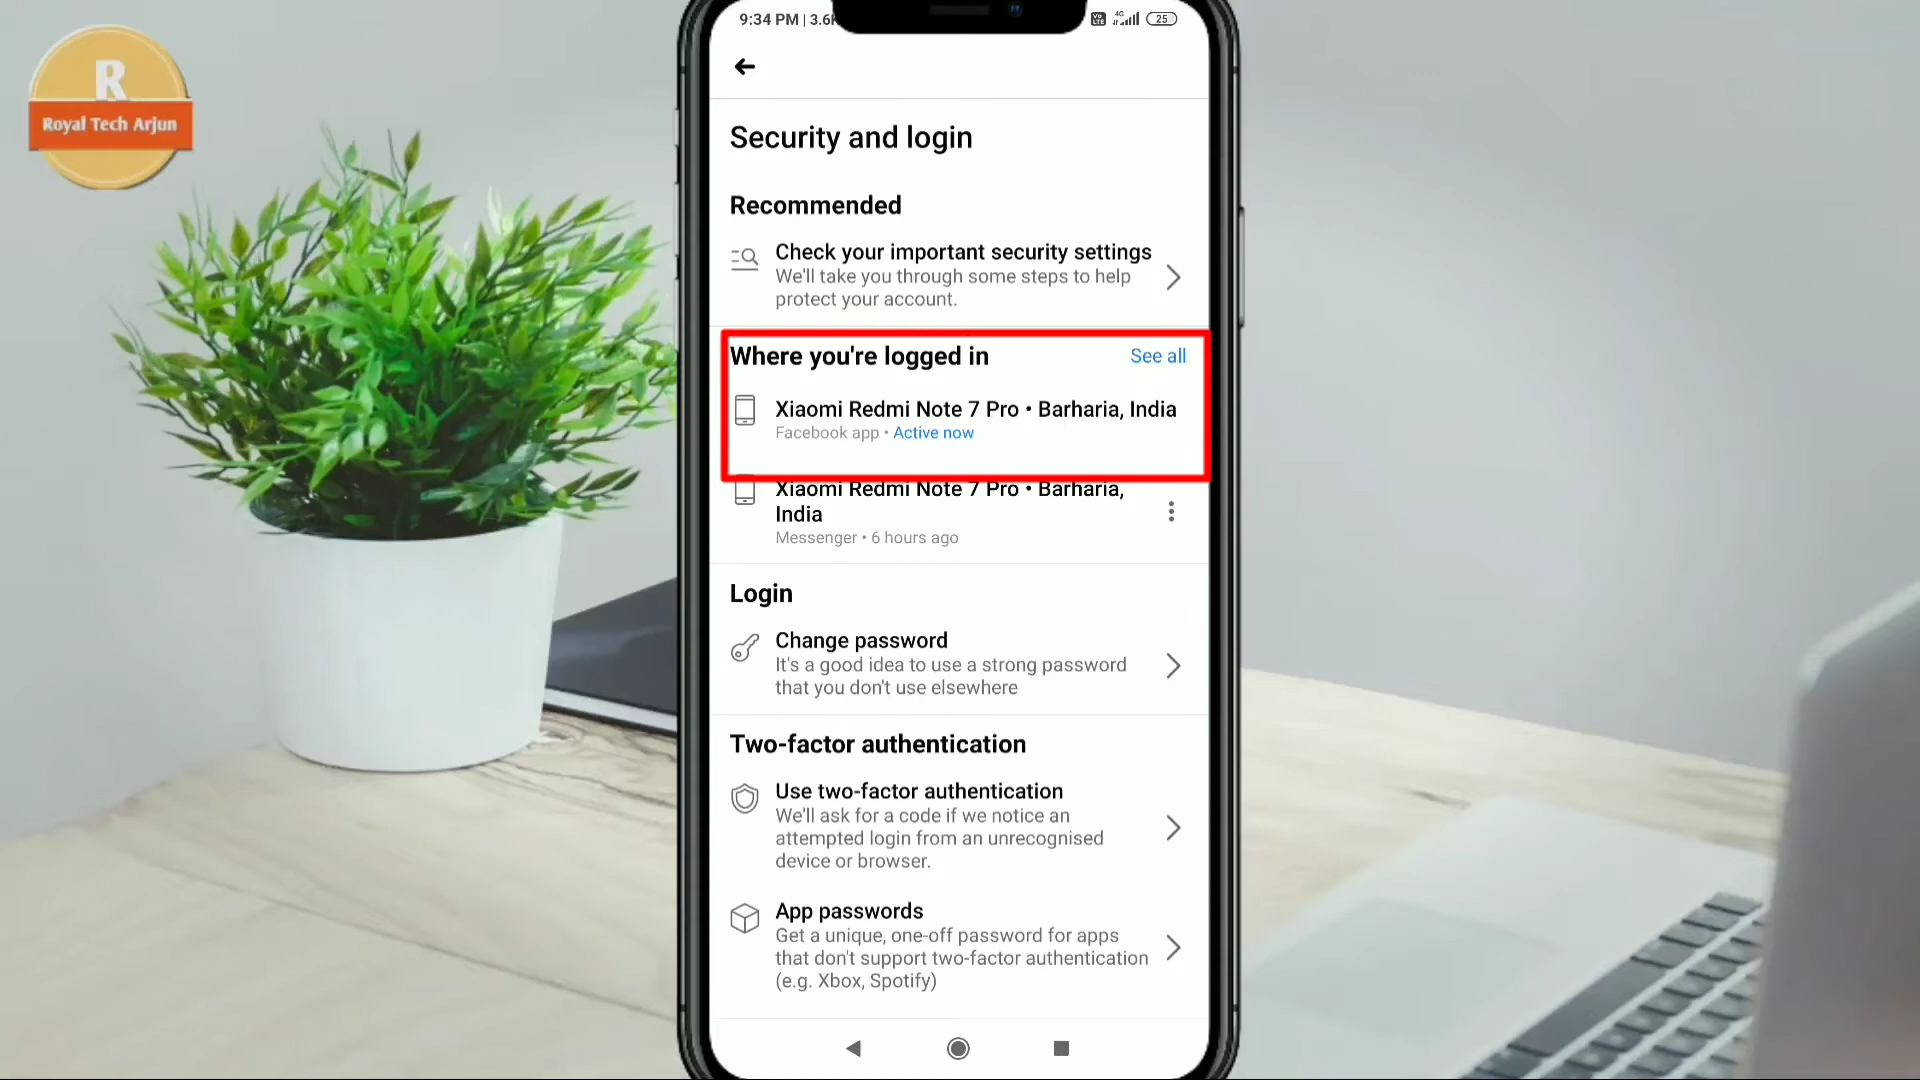 R
Royal Tech Arjun
9:34 PM | 3.6
Vo
LTE
4G
25
Security and login
Recommended
Check your important security settings
We'll take you through some steps to help
protect your account.
Where you're logged in
See all
Xiaomi Redmi Note 7 Pro • Barharia, India
Facebook app • Active now
Xiaomi Redmi Note 7 Pro • Barharia,
India
Messenger • 6 hours ago
Login
Change password
It's a good idea to use a strong password
that you don't use elsewhere
Two-factor authentication
Use two-factor authentication
We'll ask for a code if we notice an
attempted login from an unrecognised
device or browser.
App passwords
Get a unique, one-off password for apps
that don't support two-factor authentication
(e.g. Xbox, Spotify)